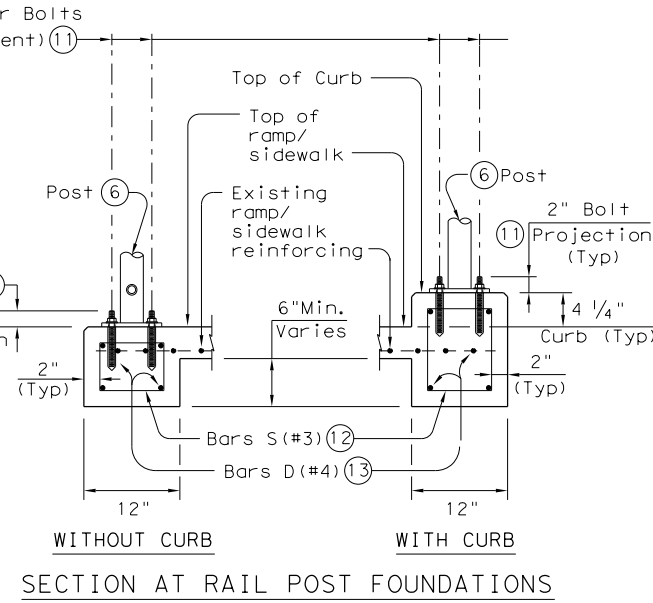 r Bolts
ent) 11
Top of Curb
Top of
ramp/
sidewalk
Post 6
6 Post
Existing
ramp/
sidewalk
reinforcing
2" Bolt
11 Projection
(Typ)
6"Min.
Varies
4 1/4"
Curb (Typ)
n
2"
(Typ)
2"
(Typ)
Bars S(#3) 12
Bars D(#4) 13
12"
12"
WITHOUT CURB
WITH CURB
SECTION AT RAIL POST FOUNDATIONS